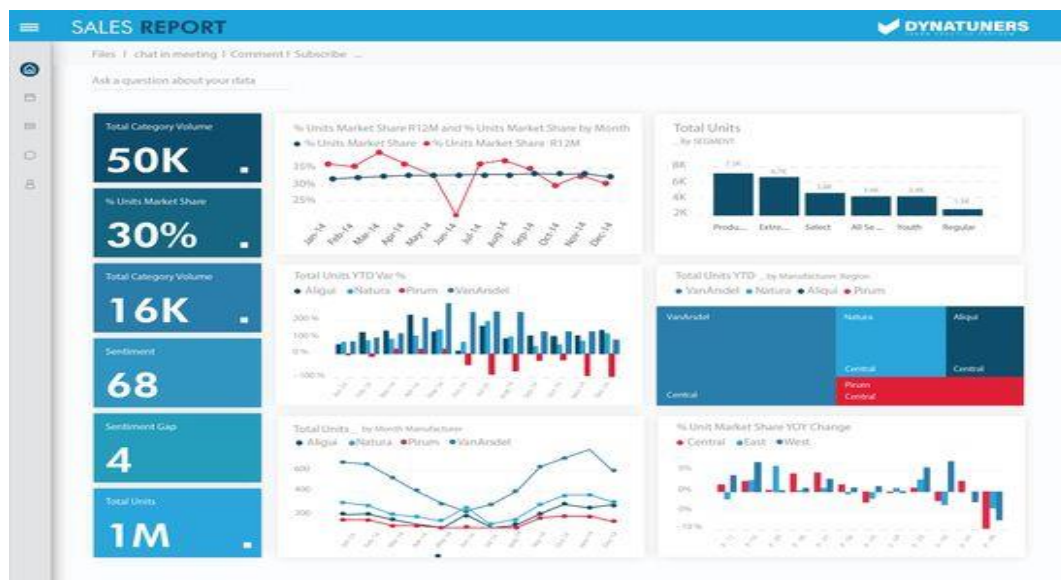 SALES REPORT
DYNATUNERS
Files I chat in meeting I Comment I Subscribe ...
Ask a question about your data
Total Category Volume
50K
% Units Market Share
30%
Total Category Volume
16K
Sentiment
68
Sentiment Gap
4
Total Units
1M
% Units Market Share R12M and % Units Market Share by Month
% Units Market Share % Units Market Share R12M
35%
30%
25%
Jan-14 Feb-14 Mar-14 Apr-14 May-14 Jun-14 Jul-14 Aug-14 Sep-14 Oct-14 Nov-14 Dec-14
Total Units
_ by SEGMENT
8K
6K
4K
2K
Produ... Extre... Select All Se ... Youth Regular
Total Units YTD Var %
Aliqui Natura Pirum VanArsdel
200 %
100 %
0 %
-100 %
Total Units YTD _ by Manufacturer Region
VanArsdel Natura Aliqui Pirum
VanArsdel
Central
Natura
Central
Aliqui
Central
Pirum
Central
Total Units _ by Month Manufacturer
Aliqui Natura Pirum VanArsdel
600
400
200
% Unit Market Share YOY Change
Central East West
5%
0%
-5%
-10 %